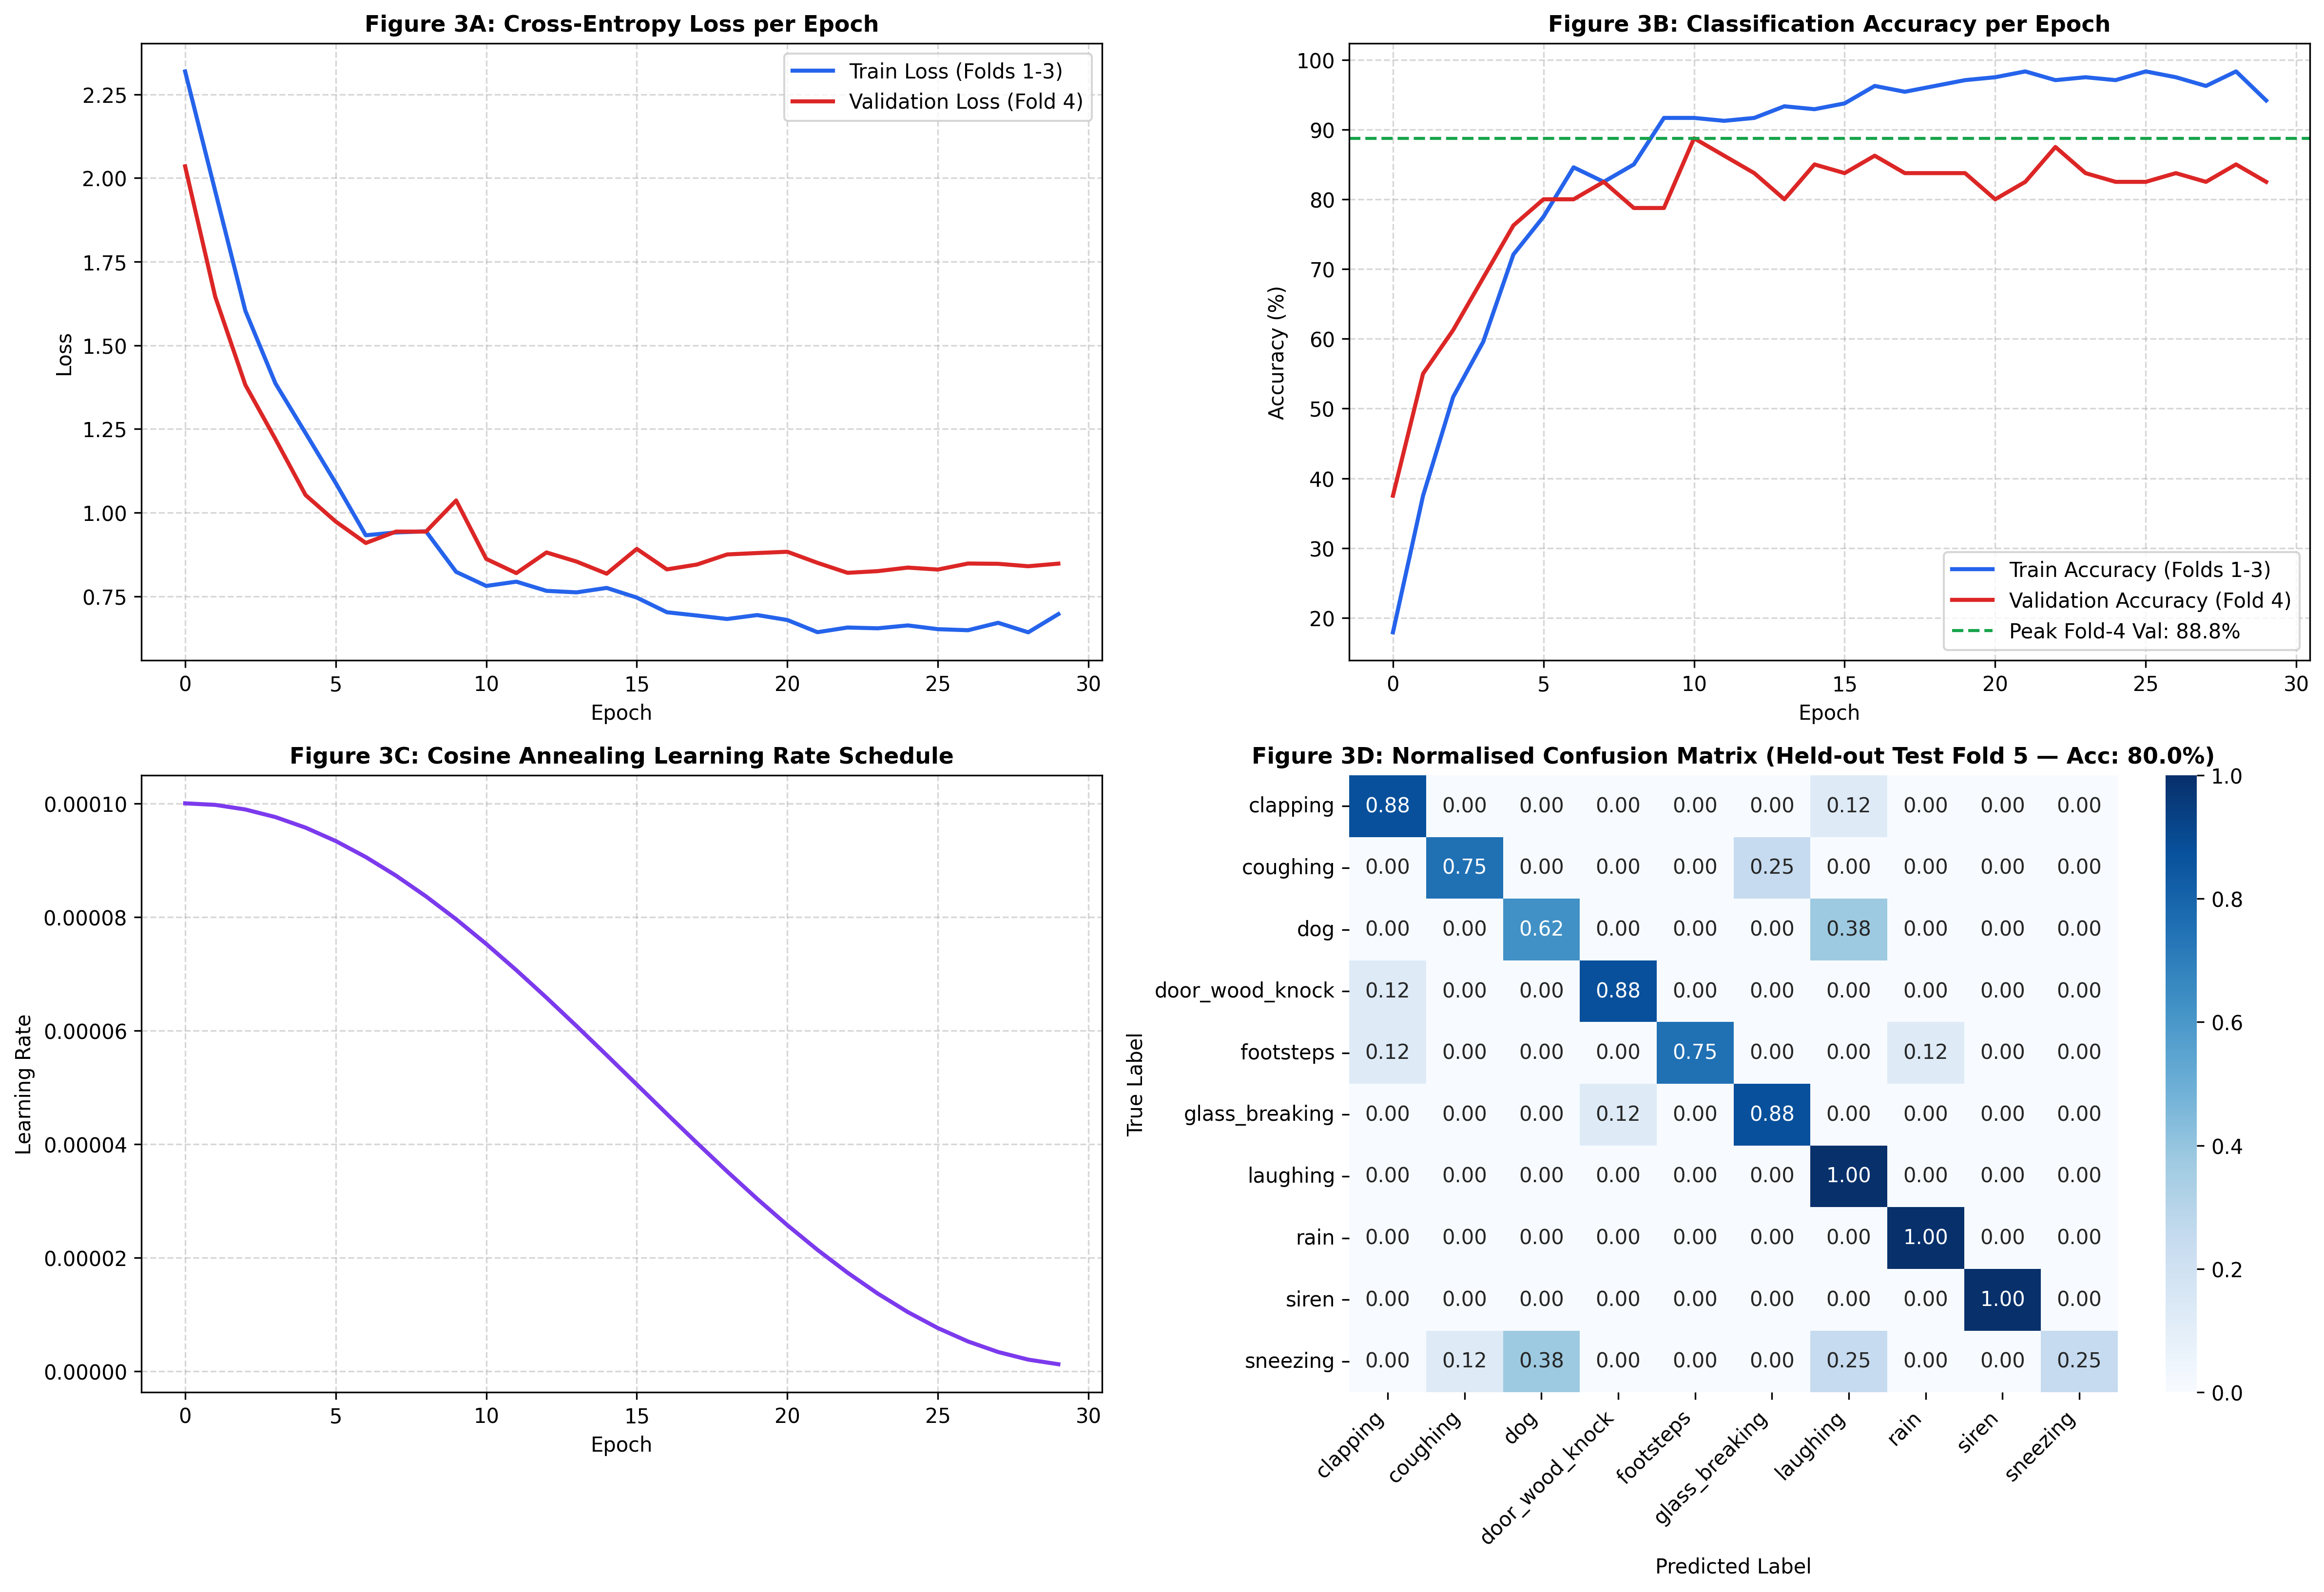 Figure 3A: Cross-Entropy Loss per Epoch
Train Loss (Folds 1-3)
Validation Loss (Fold 4)
2.25
2.00
1.75
1.50
1.25
1.00
0.75
Loss
0 5 10 15 20 25 30
Epoch
Figure 3B: Classification Accuracy per Epoch
100
90
80
70
60
50
40
30
20
Accuracy (%)
Train Accuracy (Folds 1-3)
Validation Accuracy (Fold 4)
Peak Fold-4 Val: 88.8%
0 5 10 15 20 25 30
Epoch
Figure 3C: Cosine Annealing Learning Rate Schedule
0.00010
0.00008
0.00006
0.00004
0.00002
0.00000
Learning Rate
0 5 10 15 20 25 30
Epoch
Figure 3D: Normalised Confusion Matrix (Held-out Test Fold 5 — Acc: 80.0%)
True Label
clapping 0.88 0.00 0.00 0.00 0.00 0.00 0.12 0.00 0.00 0.00
coughing 0.00 0.75 0.00 0.00 0.00 0.25 0.00 0.00 0.00 0.00
dog 0.00 0.00 0.62 0.00 0.00 0.00 0.38 0.00 0.00 0.00
door_wood_knock 0.12 0.00 0.00 0.88 0.00 0.00 0.00 0.00 0.00 0.00
footsteps 0.12 0.00 0.00 0.00 0.75 0.00 0.00 0.12 0.00 0.00
glass_breaking 0.00 0.00 0.00 0.12 0.00 0.88 0.00 0.00 0.00 0.00
laughing 0.00 0.00 0.00 0.00 0.00 0.00 1.00 0.00 0.00 0.00
rain 0.00 0.00 0.00 0.00 0.00 0.00 0.00 1.00 0.00 0.00
siren 0.00 0.00 0.00 0.00 0.00 0.00 0.00 0.00 1.00 0.00
sneezing 0.00 0.12 0.38 0.00 0.00 0.00 0.25 0.00 0.00 0.25
clapping coughing dog door_wood_knock footsteps glass_breaking laughing rain siren sneezing
Predicted Label
1.0
0.8
0.6
0.4
0.2
0.0